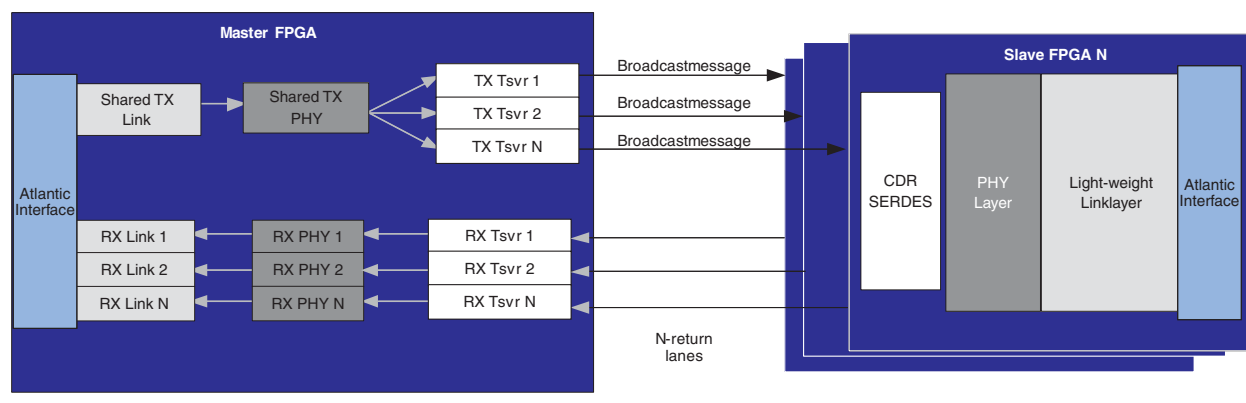 Master FPGA
Atlantic
Interface
Shared TX
Link
Shared TX
PHY
TX Tsvr 1
TX Tsvr 2
TX Tsvr N
RX Link 1
RX Link 2
RX Link N
RX PHY 1
RX PHY 2
RX PHY N
RX Tsvr 1
RX Tsvr 2
RX Tsvr N
Broadcastmessage
Broadcastmessage
Broadcastmessage
N-return
lanes
Slave FPGA N
CDR
SERDES
PHY
Layer
Light-weight
Linklayer
Atlantic
Interface